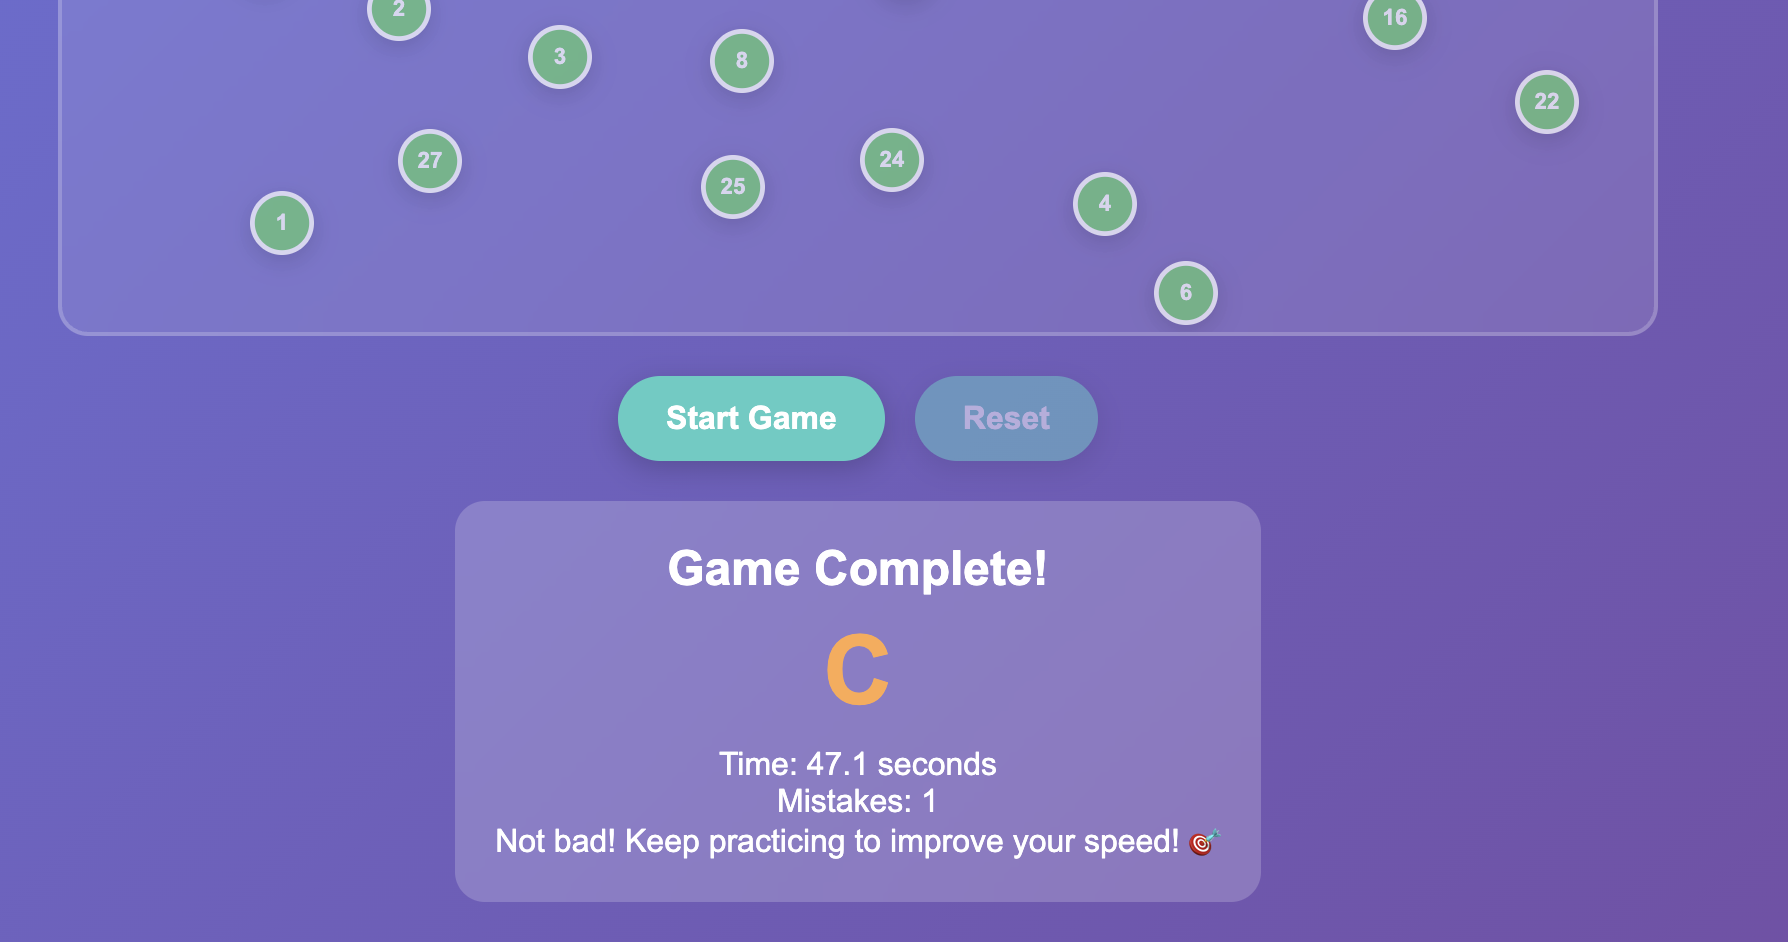 2
16
3
8
22
27
24
25
4
1
6
Start Game
Reset
Game Complete!
C
Time: 47.1 seconds
Mistakes: 1
Not bad! Keep practicing to improve your speed! 🎯